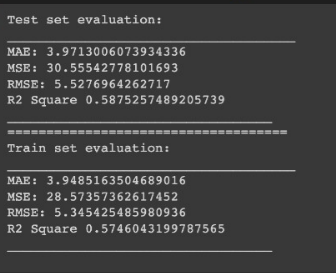 Test set evaluation:
_____________________________________
MAE: 3.9713006073934336
MSE: 30.55542778101693
RMSE: 5.5276964262717
R2 Square 0.5875257489205739
__________________________________
====================================
Train set evaluation:
_____________________________________
MAE: 3.9485163504689016
MSE: 28.57357362617452
RMSE: 5.345425485980936
R2 Square 0.5746043199787565
__________________________________